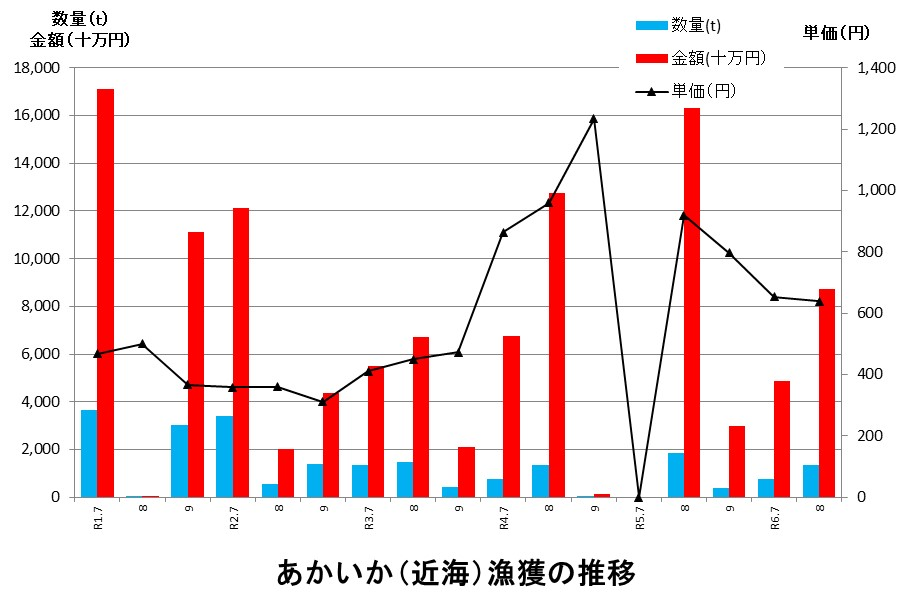 数量(t)
金額(十万円)
単価(円)
数量(t)
金額(十万円)
単価(円)
18,000
16,000
14,000
12,000
10,000
8,000
6,000
4,000
2,000
0
1,400
1,200
1,000
800
600
400
200
0
R1.7
8
9
R2.7
8
9
R3.7
8
9
R4.7
8
9
R5.7
8
9
R6.7
8
あかいか(近海)漁獲の推移